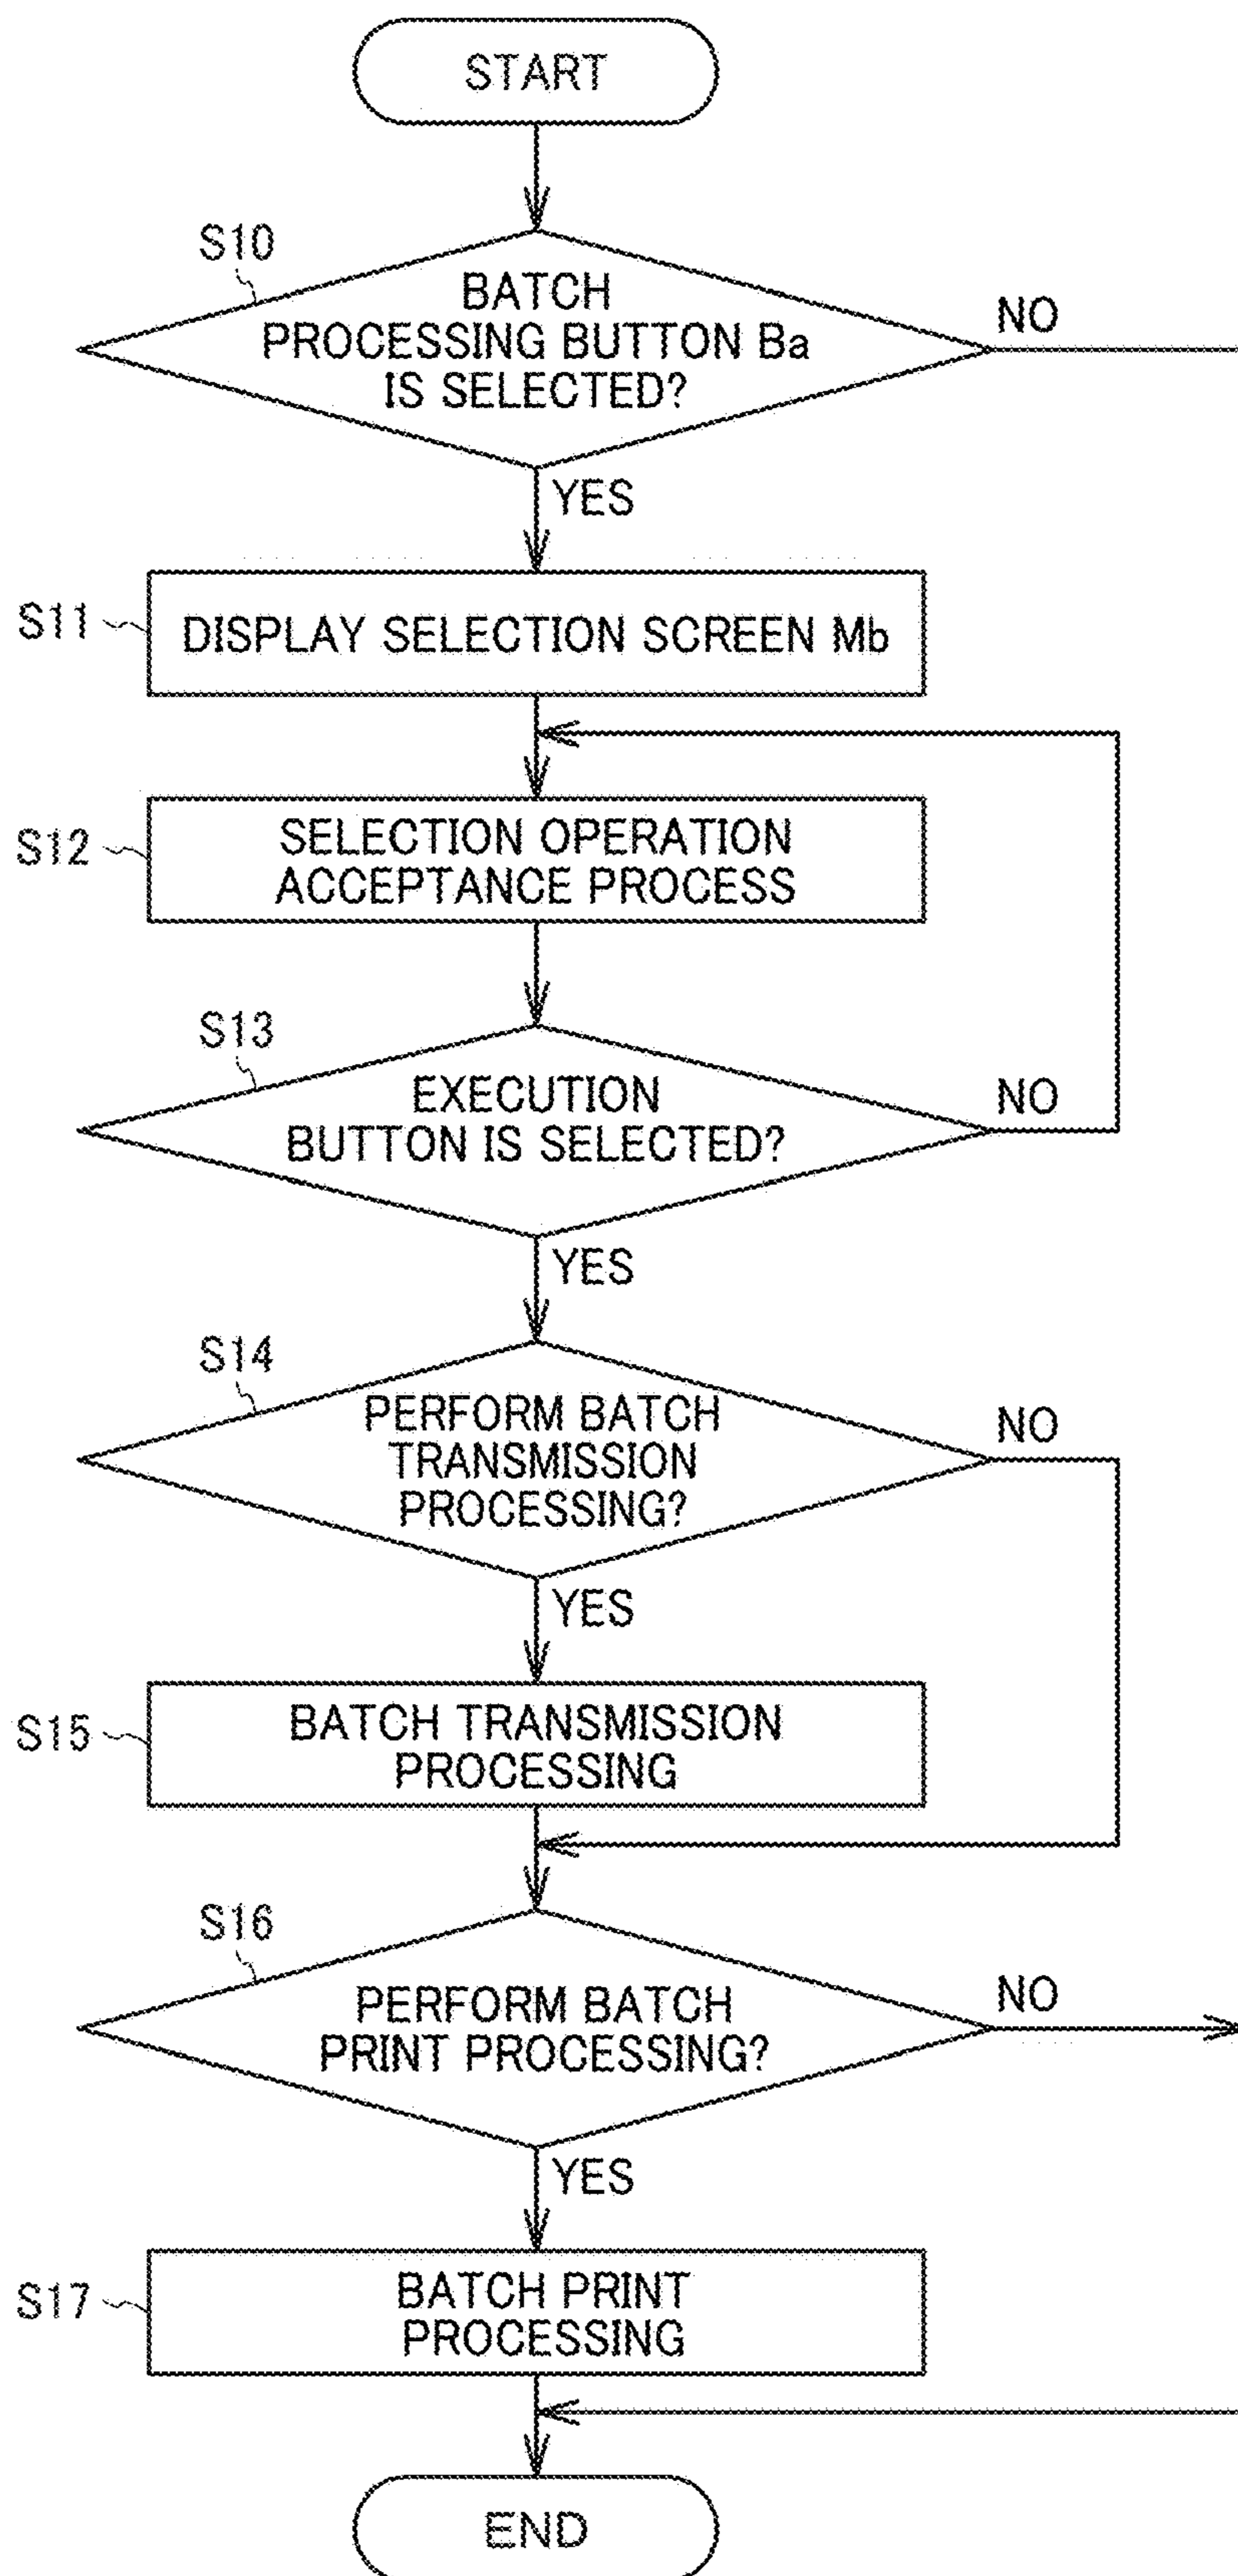 START
S10
BATCH
PROCESSING BUTTON Ba
IS SELECTED?
NO
YES
S11
DISPLAY SELECTION SCREEN Mb
S12
SELECTION OPERATION
ACCEPTANCE PROCESS
S13
EXECUTION
BUTTON IS SELECTED?
NO
YES
S14
PERFORM BATCH
TRANSMISSION
PROCESSING?
NO
YES
S15
BATCH TRANSMISSION
PROCESSING
S16
PERFORM BATCH
PRINT PROCESSING?
NO
YES
S17
BATCH PRINT
PROCESSING
END